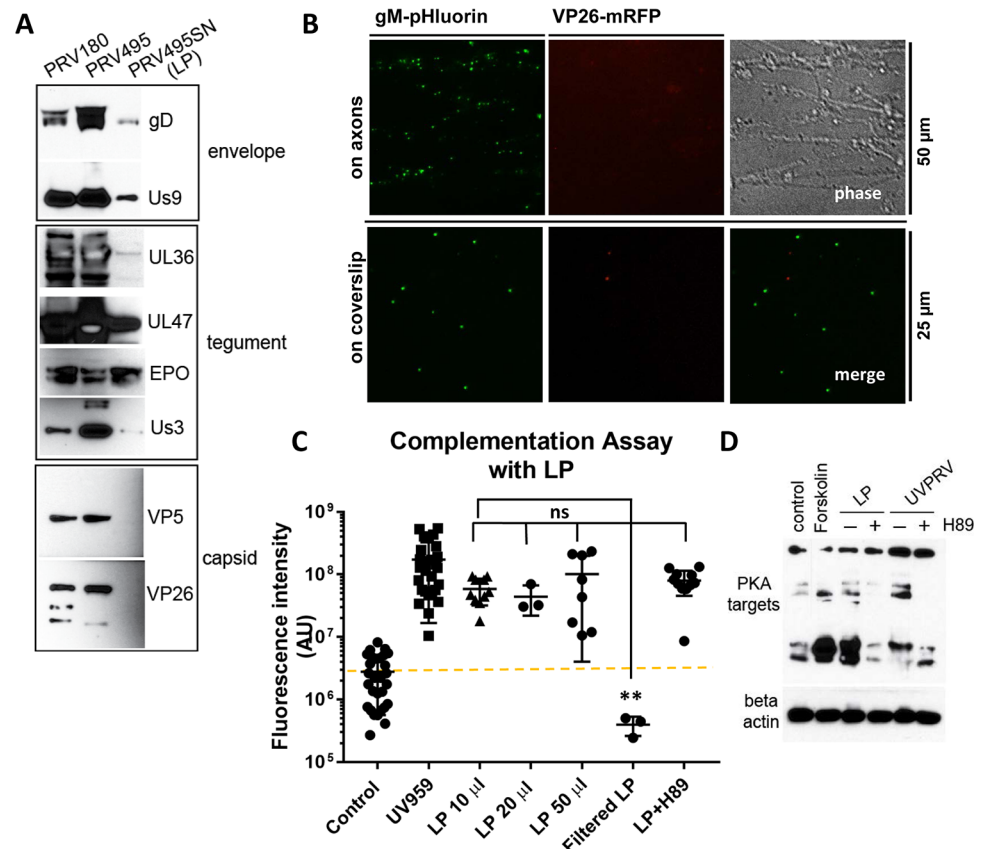 A
PRV180
PRV495
PRV495SN
(LP)
gD
Us9
envelope
UL36
UL47
EPO
Us3
tegument
VP5
VP26
capsid
B
gM-pHluorin
VP26-mRFP
on axons
phase
50 µm
on coverslip
merge
25 µm
C
Complementation Assay
with LP
Fluorescence intensity
(AU)
10⁹
10⁸
10⁷
10⁶
10⁵
ns
**
Control
UV959
LP 10 µl
LP 20 µl
LP 50 µl
Filtered LP
LP+H89
D
control
Forskolin
LP
UVPRV
– + – + H89
PKA
targets
beta
actin